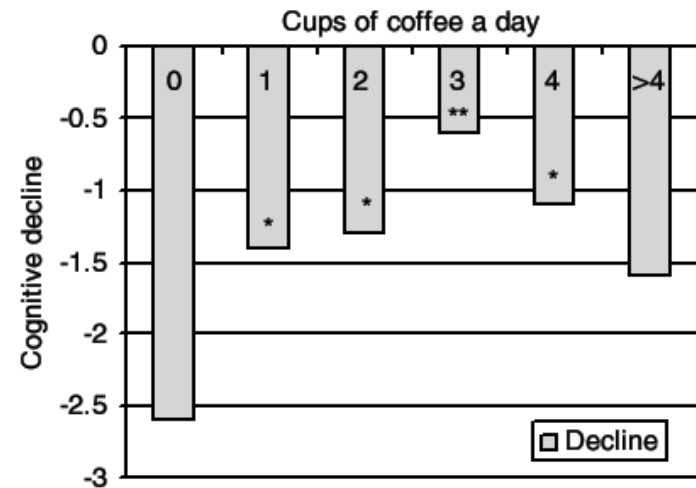 Cups of coffee a day
0
-0.5
-1
-1.5
-2
-2.5
-3
Cognitive decline
0 1 2 3 4 >4
* * ** *
Decline